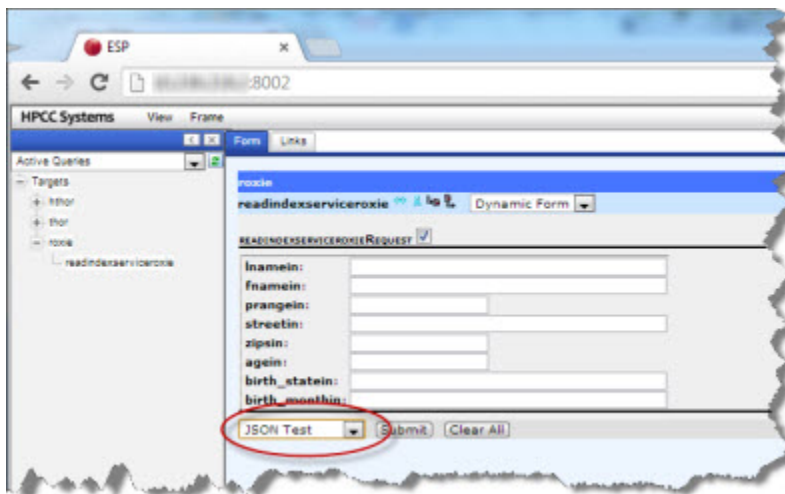 ESP
:8002
HPCC Systems View Frame
Form Links
Active Queries
Targets
hthor
thor
roxie
readindexserviceroxie
roxie
readindexserviceroxie Dynamic Form
READINDEXSERVICEROXIEREQUEST
lnamein:
fnamein:
prangein:
streetin:
zipsin:
agein:
birth_statein:
birth_monthin:
JSON Test Submit Clear All